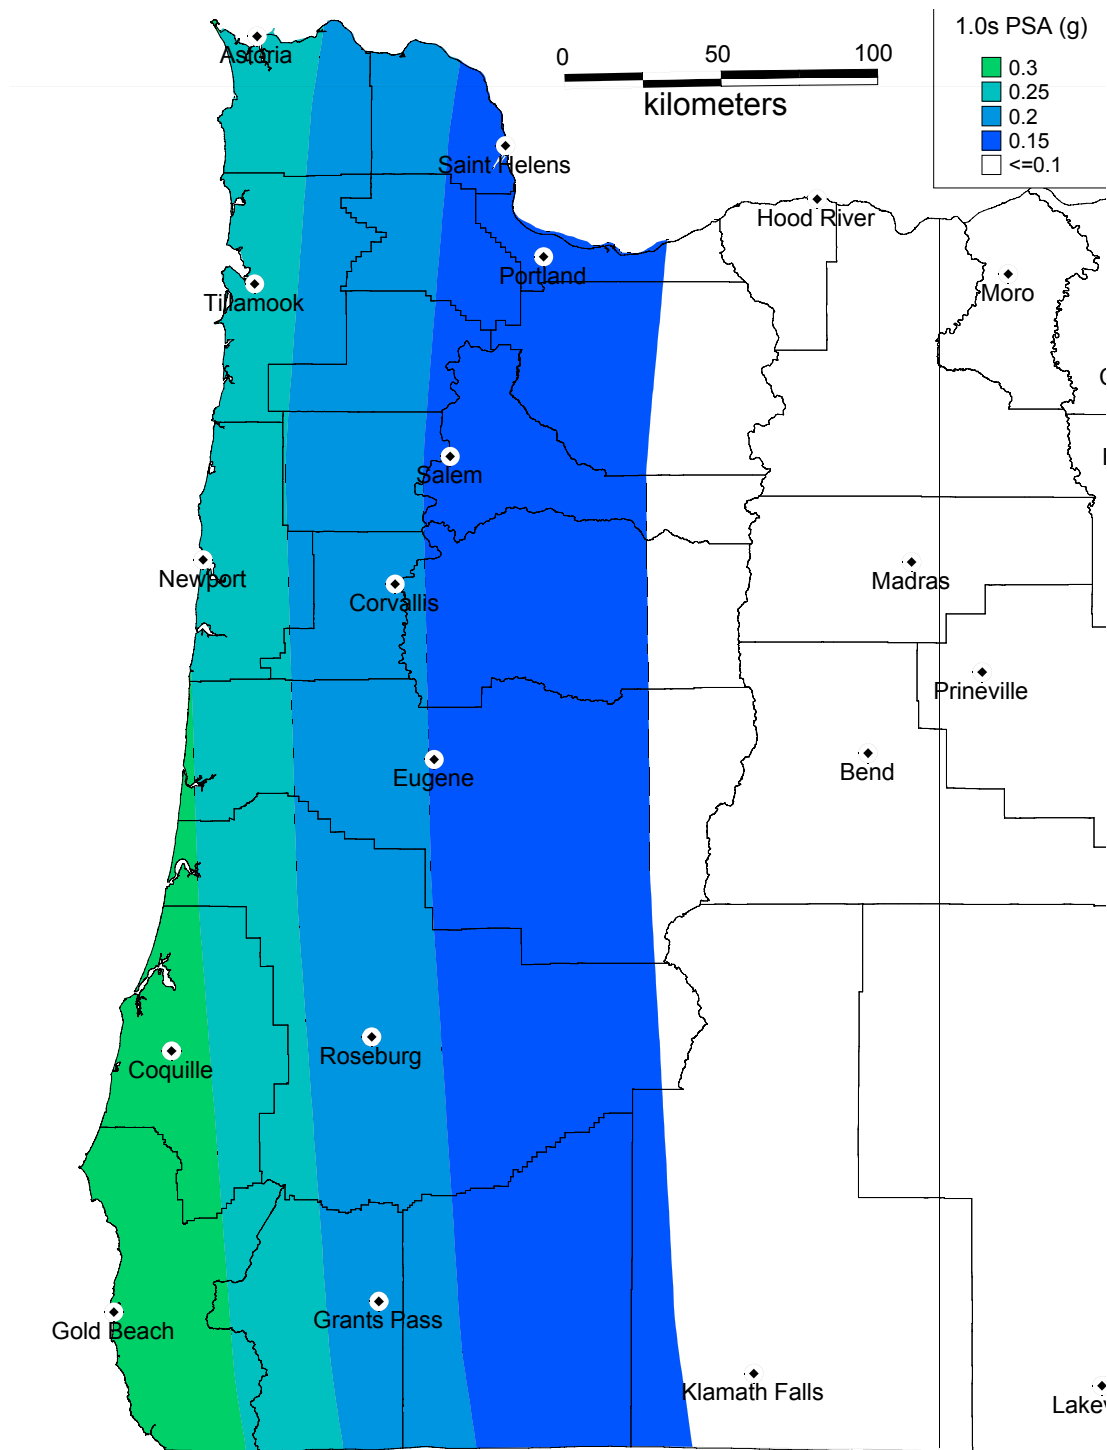 1.0s PSA (g)
0.3
0.25
0.2
0.15
<=0.1
0
50
100
kilometers
Astoria
Saint Helens
Hood River
Portland
Moro
Tillamook
Salem
Newport
Corvallis
Madras
Prineville
Bend
Eugene
Roseburg
Coquille
Gold Beach
Grants Pass
Klamath Falls